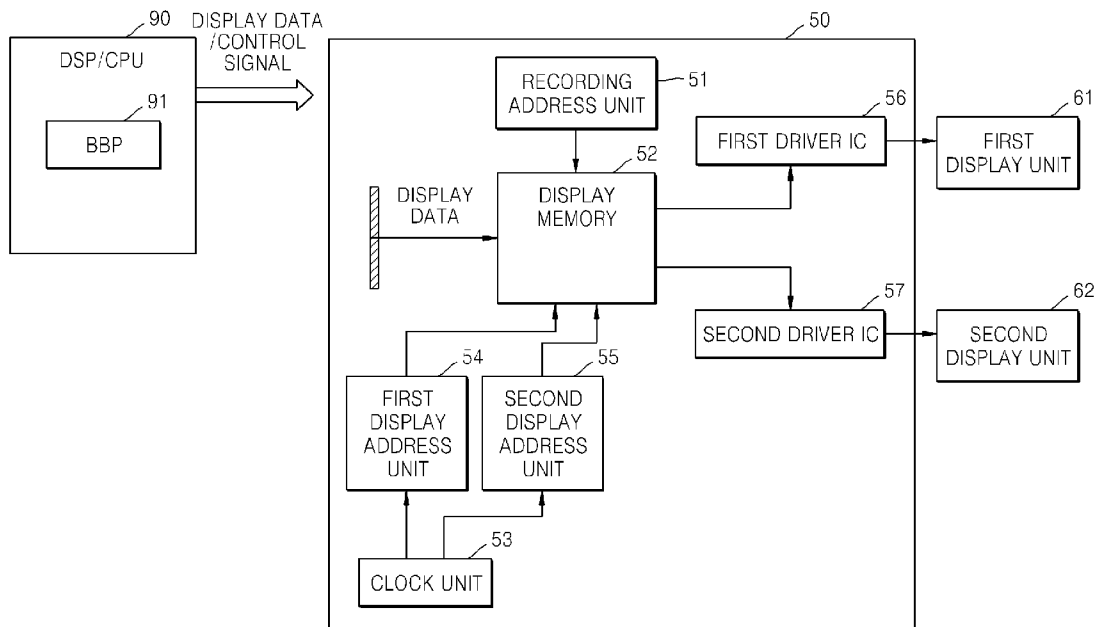 90
DISPLAY DATA
/CONTROL
SIGNAL
DSP/CPU
91
BBP
50
51
RECORDING
ADDRESS UNIT
52
DISPLAY
MEMORY
DISPLAY
DATA
56
FIRST DRIVER IC
61
FIRST
DISPLAY UNIT
57
SECOND DRIVER IC
62
SECOND
DISPLAY UNIT
54
FIRST
DISPLAY
ADDRESS
UNIT
55
SECOND
DISPLAY
ADDRESS
UNIT
53
CLOCK UNIT